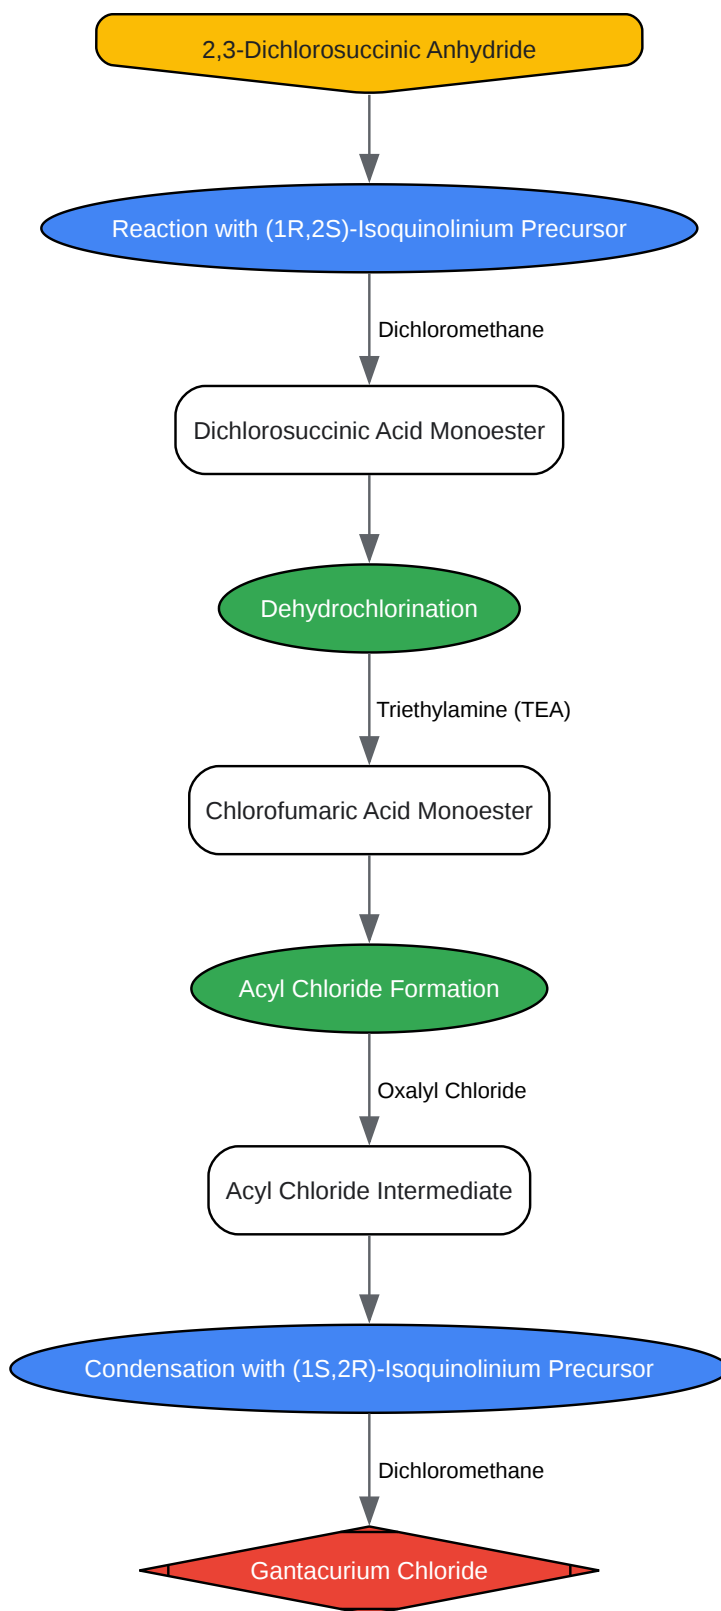 2,3-Dichlorosuccinic Anhydride
Reaction with (1R,2S)-Isoquinolinium Precursor
Dichloromethane
Dichlorosuccinic Acid Monoester
Dehydrochlorination
Triethylamine (TEA)
Chlorofumaric Acid Monoester
Acyl Chloride Formation
Oxalyl Chloride
Acyl Chloride Intermediate
Condensation with (1S,2R)-Isoquinolinium Precursor
Dichloromethane
Gantacurium Chloride